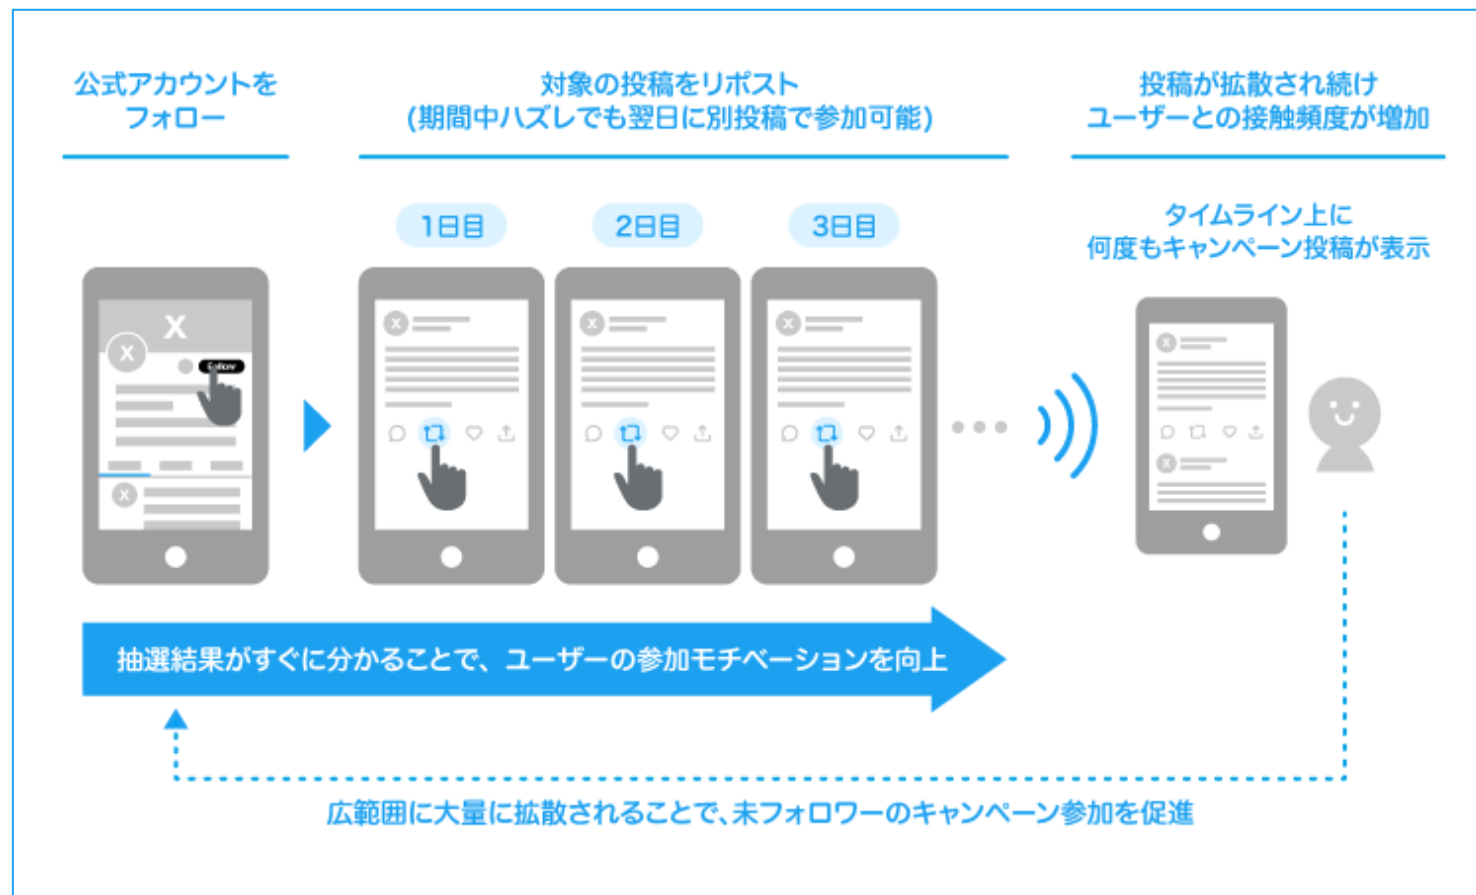 公式アカウントを
フォロー
対象の投稿をリポスト
(期間中ハズレでも翌日に別投稿で参加可能)
投稿が拡散され続け
ユーザーとの接触頻度が増加
1日目
2日目
3日目
タイムライン上に
何度もキャンペーン投稿が表示
X
X
Follow
X
X
X
X
X
X
抽選結果がすぐに分かることで、ユーザーの参加モチベーションを向上
広範囲に大量に拡散されることで、未フォロワーのキャンペーン参加を促進